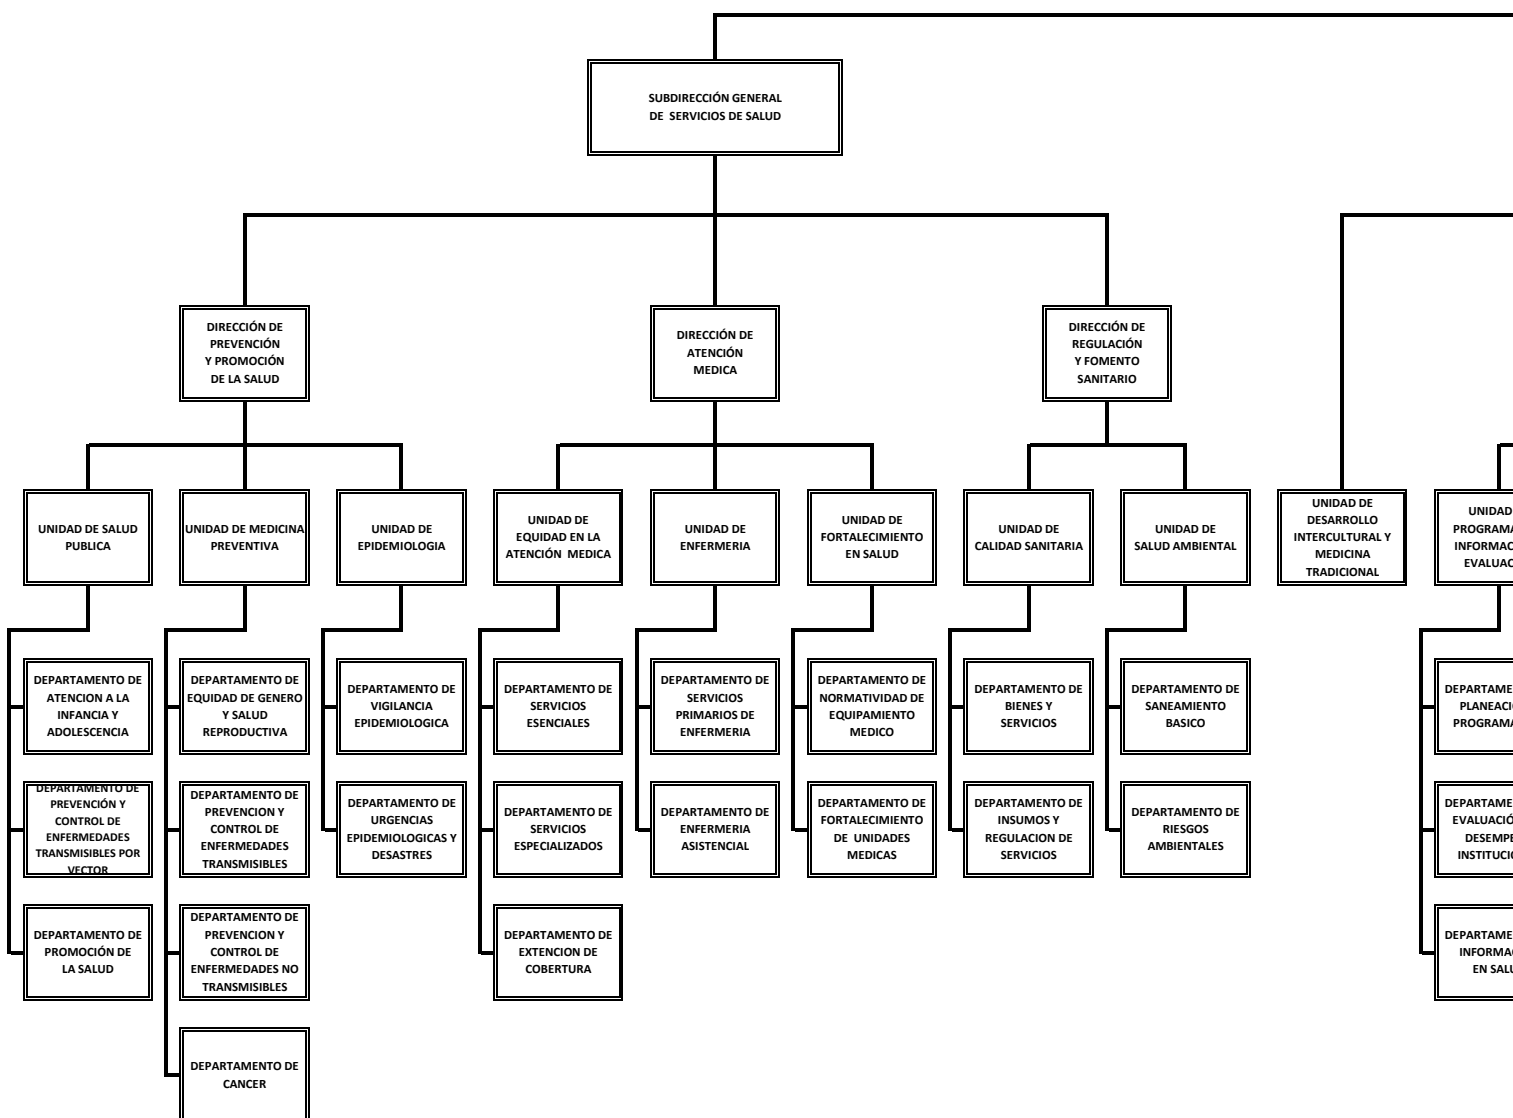 SUBDIRECCIÓN GENERAL
DE SERVICIOS DE SALUD
DIRECCIÓN DE
PREVENCIÓN
Y PROMOCIÓN
DE LA SALUD
DIRECCIÓN DE
ATENCIÓN
MEDICA
DIRECCIÓN DE
REGULACIÓN
Y FOMENTO
SANITARIO
UNIDAD DE SALUD
PUBLICA
UNIDAD DE MEDICINA
PREVENTIVA
UNIDAD DE
EPIDEMIOLOGIA
UNIDAD DE
EQUIDAD EN LA
ATENCIÓN MEDICA
UNIDAD DE
ENFERMERIA
UNIDAD DE
FORTALECIMIENTO
EN SALUD
UNIDAD DE
CALIDAD SANITARIA
UNIDAD DE
SALUD AMBIENTAL
UNIDAD DE
DESARROLLO
INTERCULTURAL Y
MEDICINA
TRADICIONAL
UNIDAD
DEPARTAMENTO DE
ATENCION A LA
INFANCIA Y
ADOLESCENCIA
DEPARTAMENTO DE
EQUIDAD DE GENERO
Y SALUD
REPRODUCTIVA
DEPARTAMENTO DE
VIGILANCIA
EPIDEMIOLOGICA
DEPARTAMENTO DE
SERVICIOS
ESENCIALES
DEPARTAMENTO DE
SERVICIOS
PRIMARIOS DE
ENFERMERIA
DEPARTAMENTO DE
NORMATIVIDAD DE
EQUIPAMIENTO
MEDICO
DEPARTAMENTO DE
BIENES Y
SERVICIOS
DEPARTAMENTO DE
SANEAMIENTO
BASICO
DEPARTAMENTO DE
PREVENCIÓN Y
CONTROL DE
ENFERMEDADES
TRANSMISIBLES POR
VECTOR
DEPARTAMENTO DE
PREVENCION Y
CONTROL DE
ENFERMEDADES
TRANSMISIBLES
DEPARTAMENTO DE
URGENCIAS
EPIDEMIOLOGICAS Y
DESASTRES
DEPARTAMENTO DE
SERVICIOS
ESPECIALIZADOS
DEPARTAMENTO DE
ENFERMERIA
ASISTENCIAL
DEPARTAMENTO DE
FORTALECIMIENTO
DE UNIDADES
MEDICAS
DEPARTAMENTO DE
INSUMOS Y
REGULACION DE
SERVICIOS
DEPARTAMENTO DE
RIESGOS
AMBIENTALES
DEPARTAMENTO DE
PROMOCIÓN DE
LA SALUD
DEPARTAMENTO DE
PREVENCION Y
CONTROL DE
ENFERMEDADES NO
TRANSMISIBLES
DEPARTAMENTO DE
EXTENCION DE
COBERTURA
EN
DEPARTAMENTO DE
CANCER